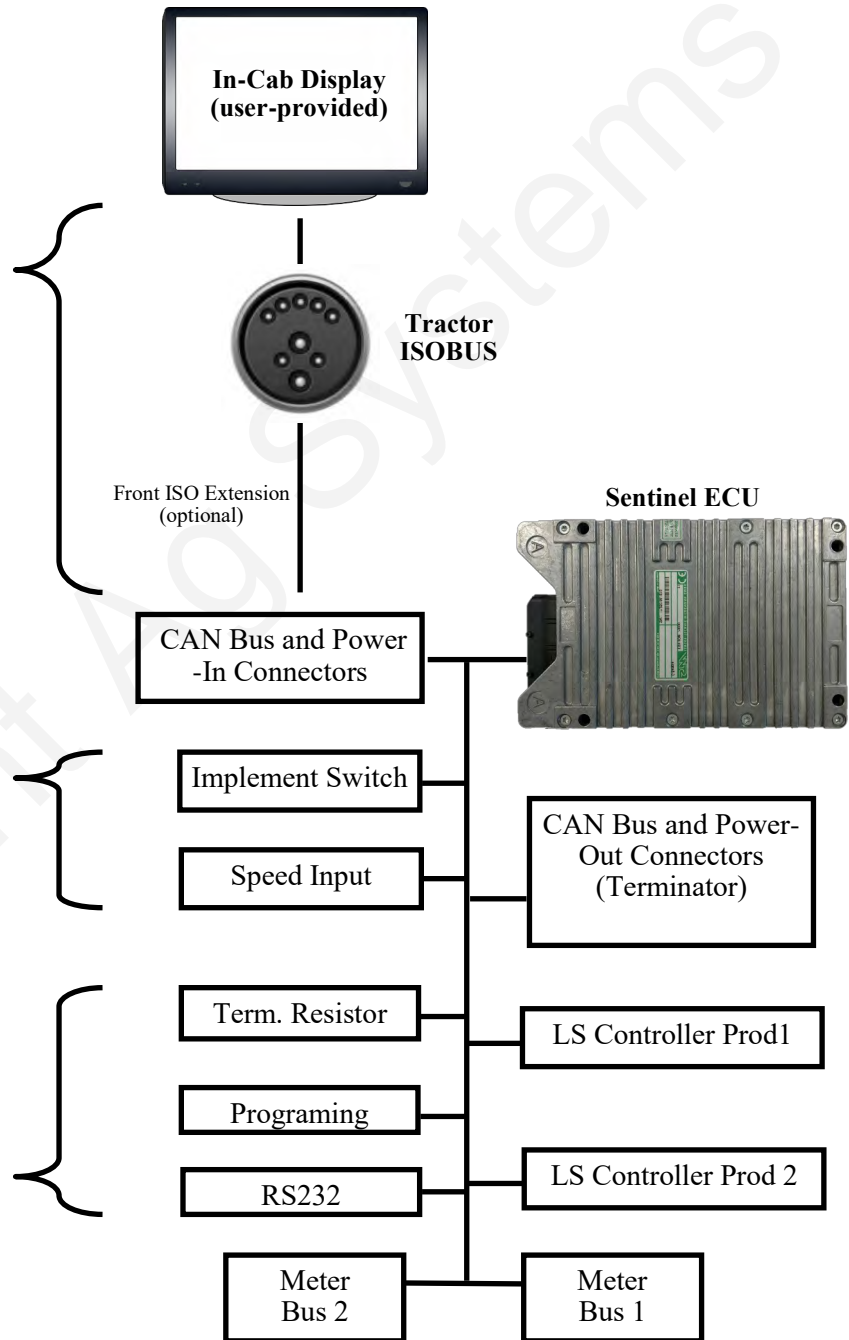 In-Cab Display
(user-provided)
Tractor
ISOBUS
Front ISO Extension
(optional)
Sentinel ECU
CAN Bus and Power
-In Connectors
Implement Switch
CAN Bus and Power-
Out Connectors
(Terminator)
Speed Input
Term. Resistor
LS Controller Prod1
Programing
LS Controller Prod 2
RS232
Meter
Bus 2
Meter
Bus 1
Ag Systems